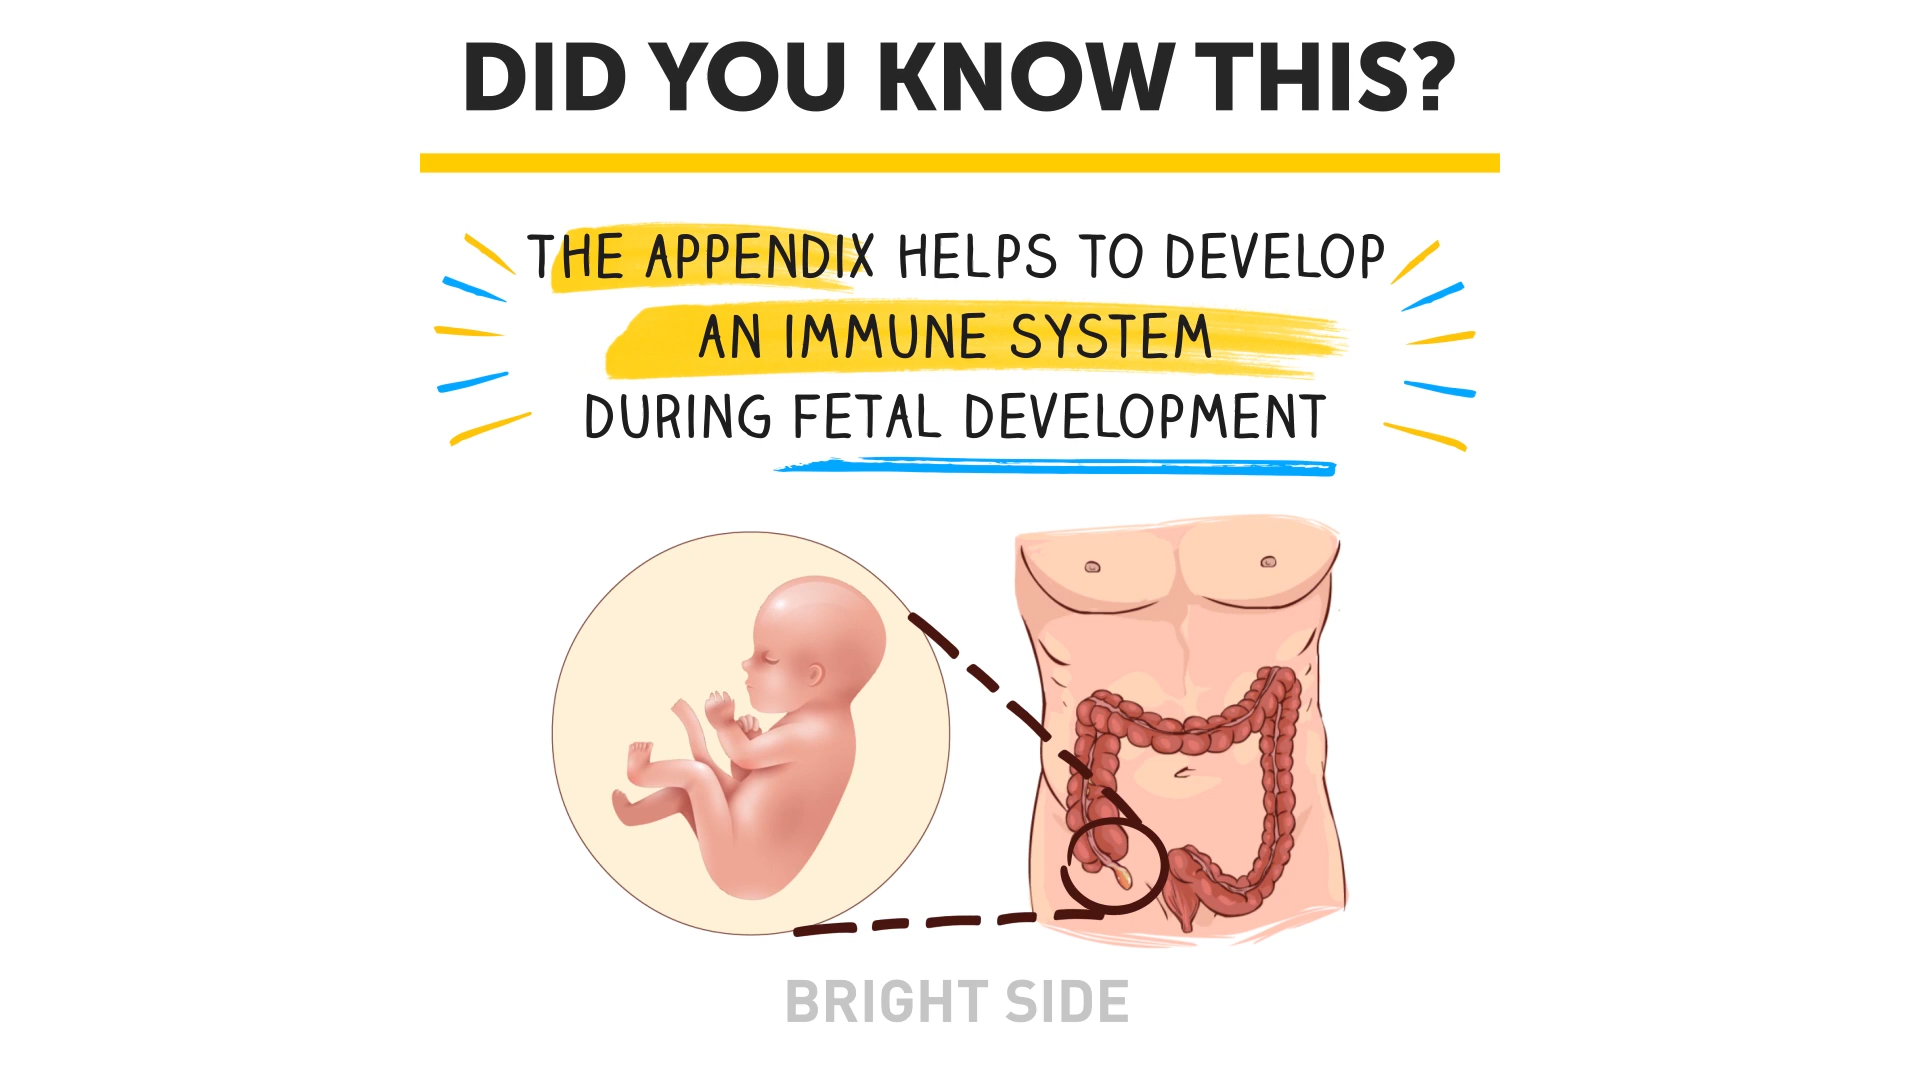 DID YOU KNOW THIS?
THE APPENDIX HELPS TO DEVELOP
AN IMMUNE SYSTEM
DURING FETAL DEVELOPMENT
BRIGHT SIDE